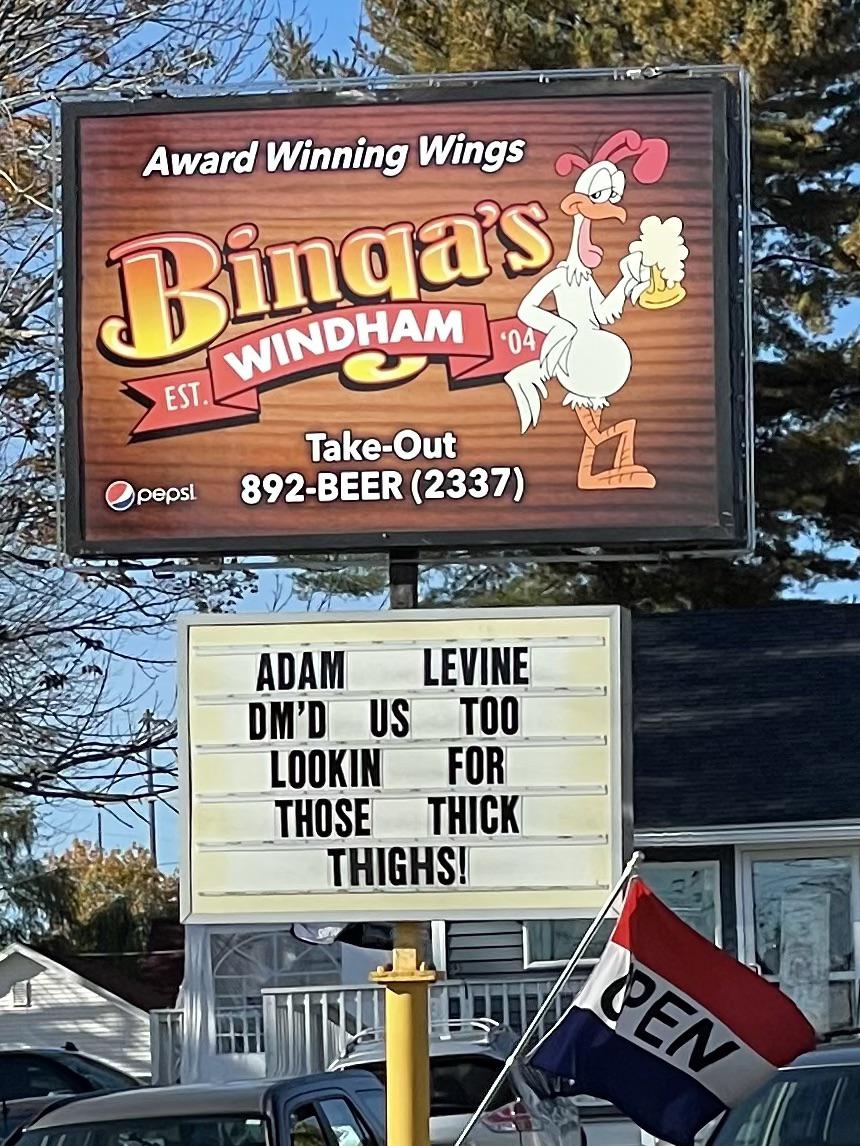 Award Winning Wings
Binga's
WINDHAM
EST. '04
Take-Out
pepsi
892-BEER (2337)
ADAM LEVINE
DM'D US TOO
LOOKIN FOR
THOSE THICK
THIGHS!
OPEN